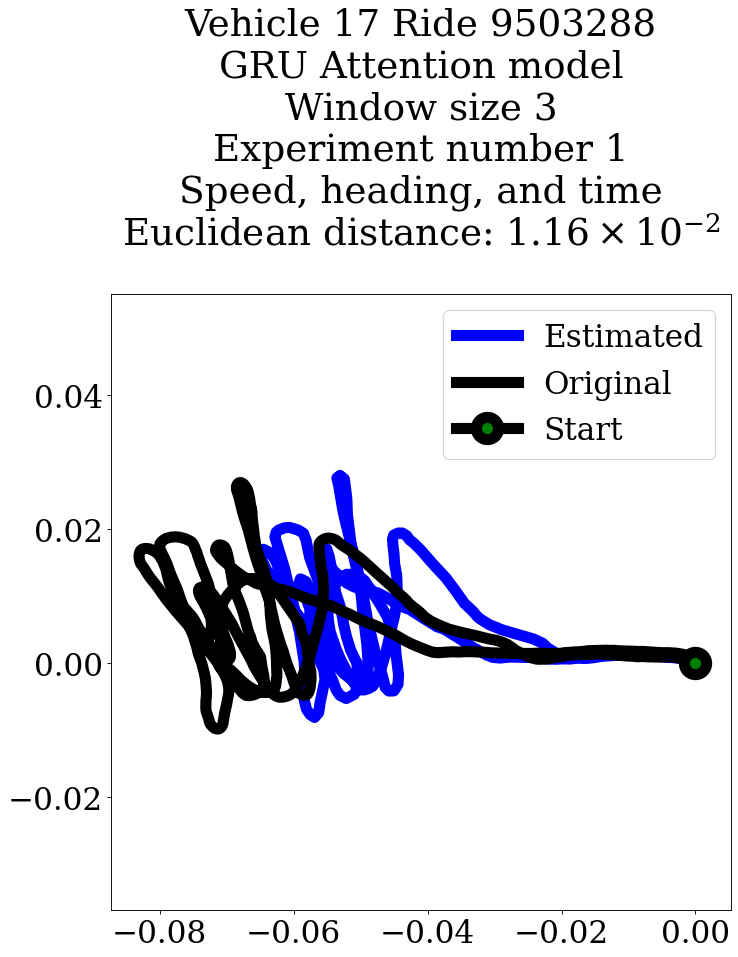 Vehicle 17 Ride 9503288
GRU Attention model
Window size 3
Experiment number 1
Speed, heading, and time
Euclidean distance: 1.16 × 10⁻²
Estimated
Original
Start
0.04
0.02
0.00
−0.02
−0.08 −0.06 −0.04 −0.02 0.00